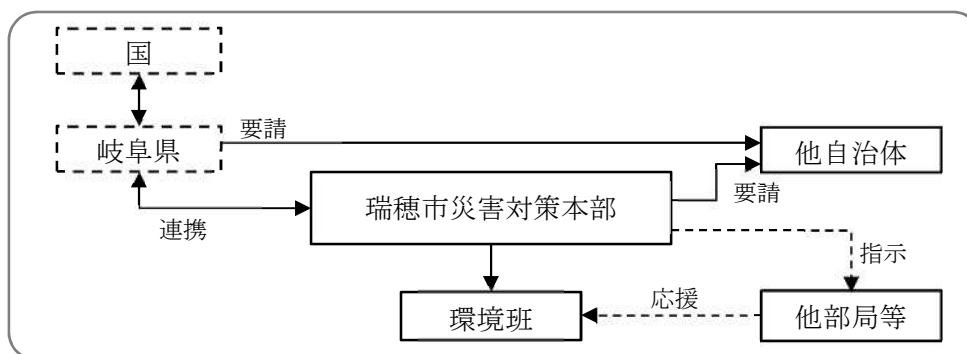 国
要請
岐阜県
他自治体
瑞穂市災害対策本部
要請
連携
指示
応援
環境班
他部局等